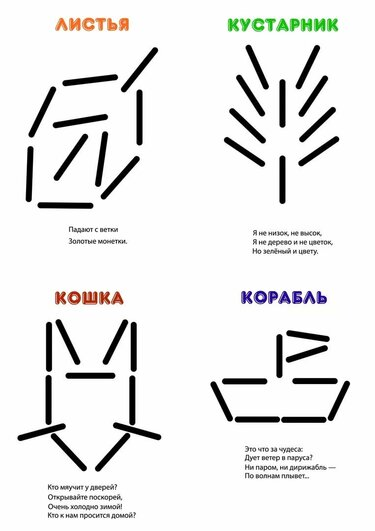 ЛИСТЬЯ
Падают с ветки
Золотые монетки.
КУСТАРНИК
Я не низок, не высок,
Я не дерево и не цветок,
Но зелёный и цвету.
КОШКА
Кто мяучит у дверей?
Открывайте поскорей,
Очень холодно зимой!
Кто к нам просится домой?
КОРАБЛЬ
Это что за чудеса:
Дует ветер в паруса?
Ни паром, ни дирижабль —
По волнам плывет...